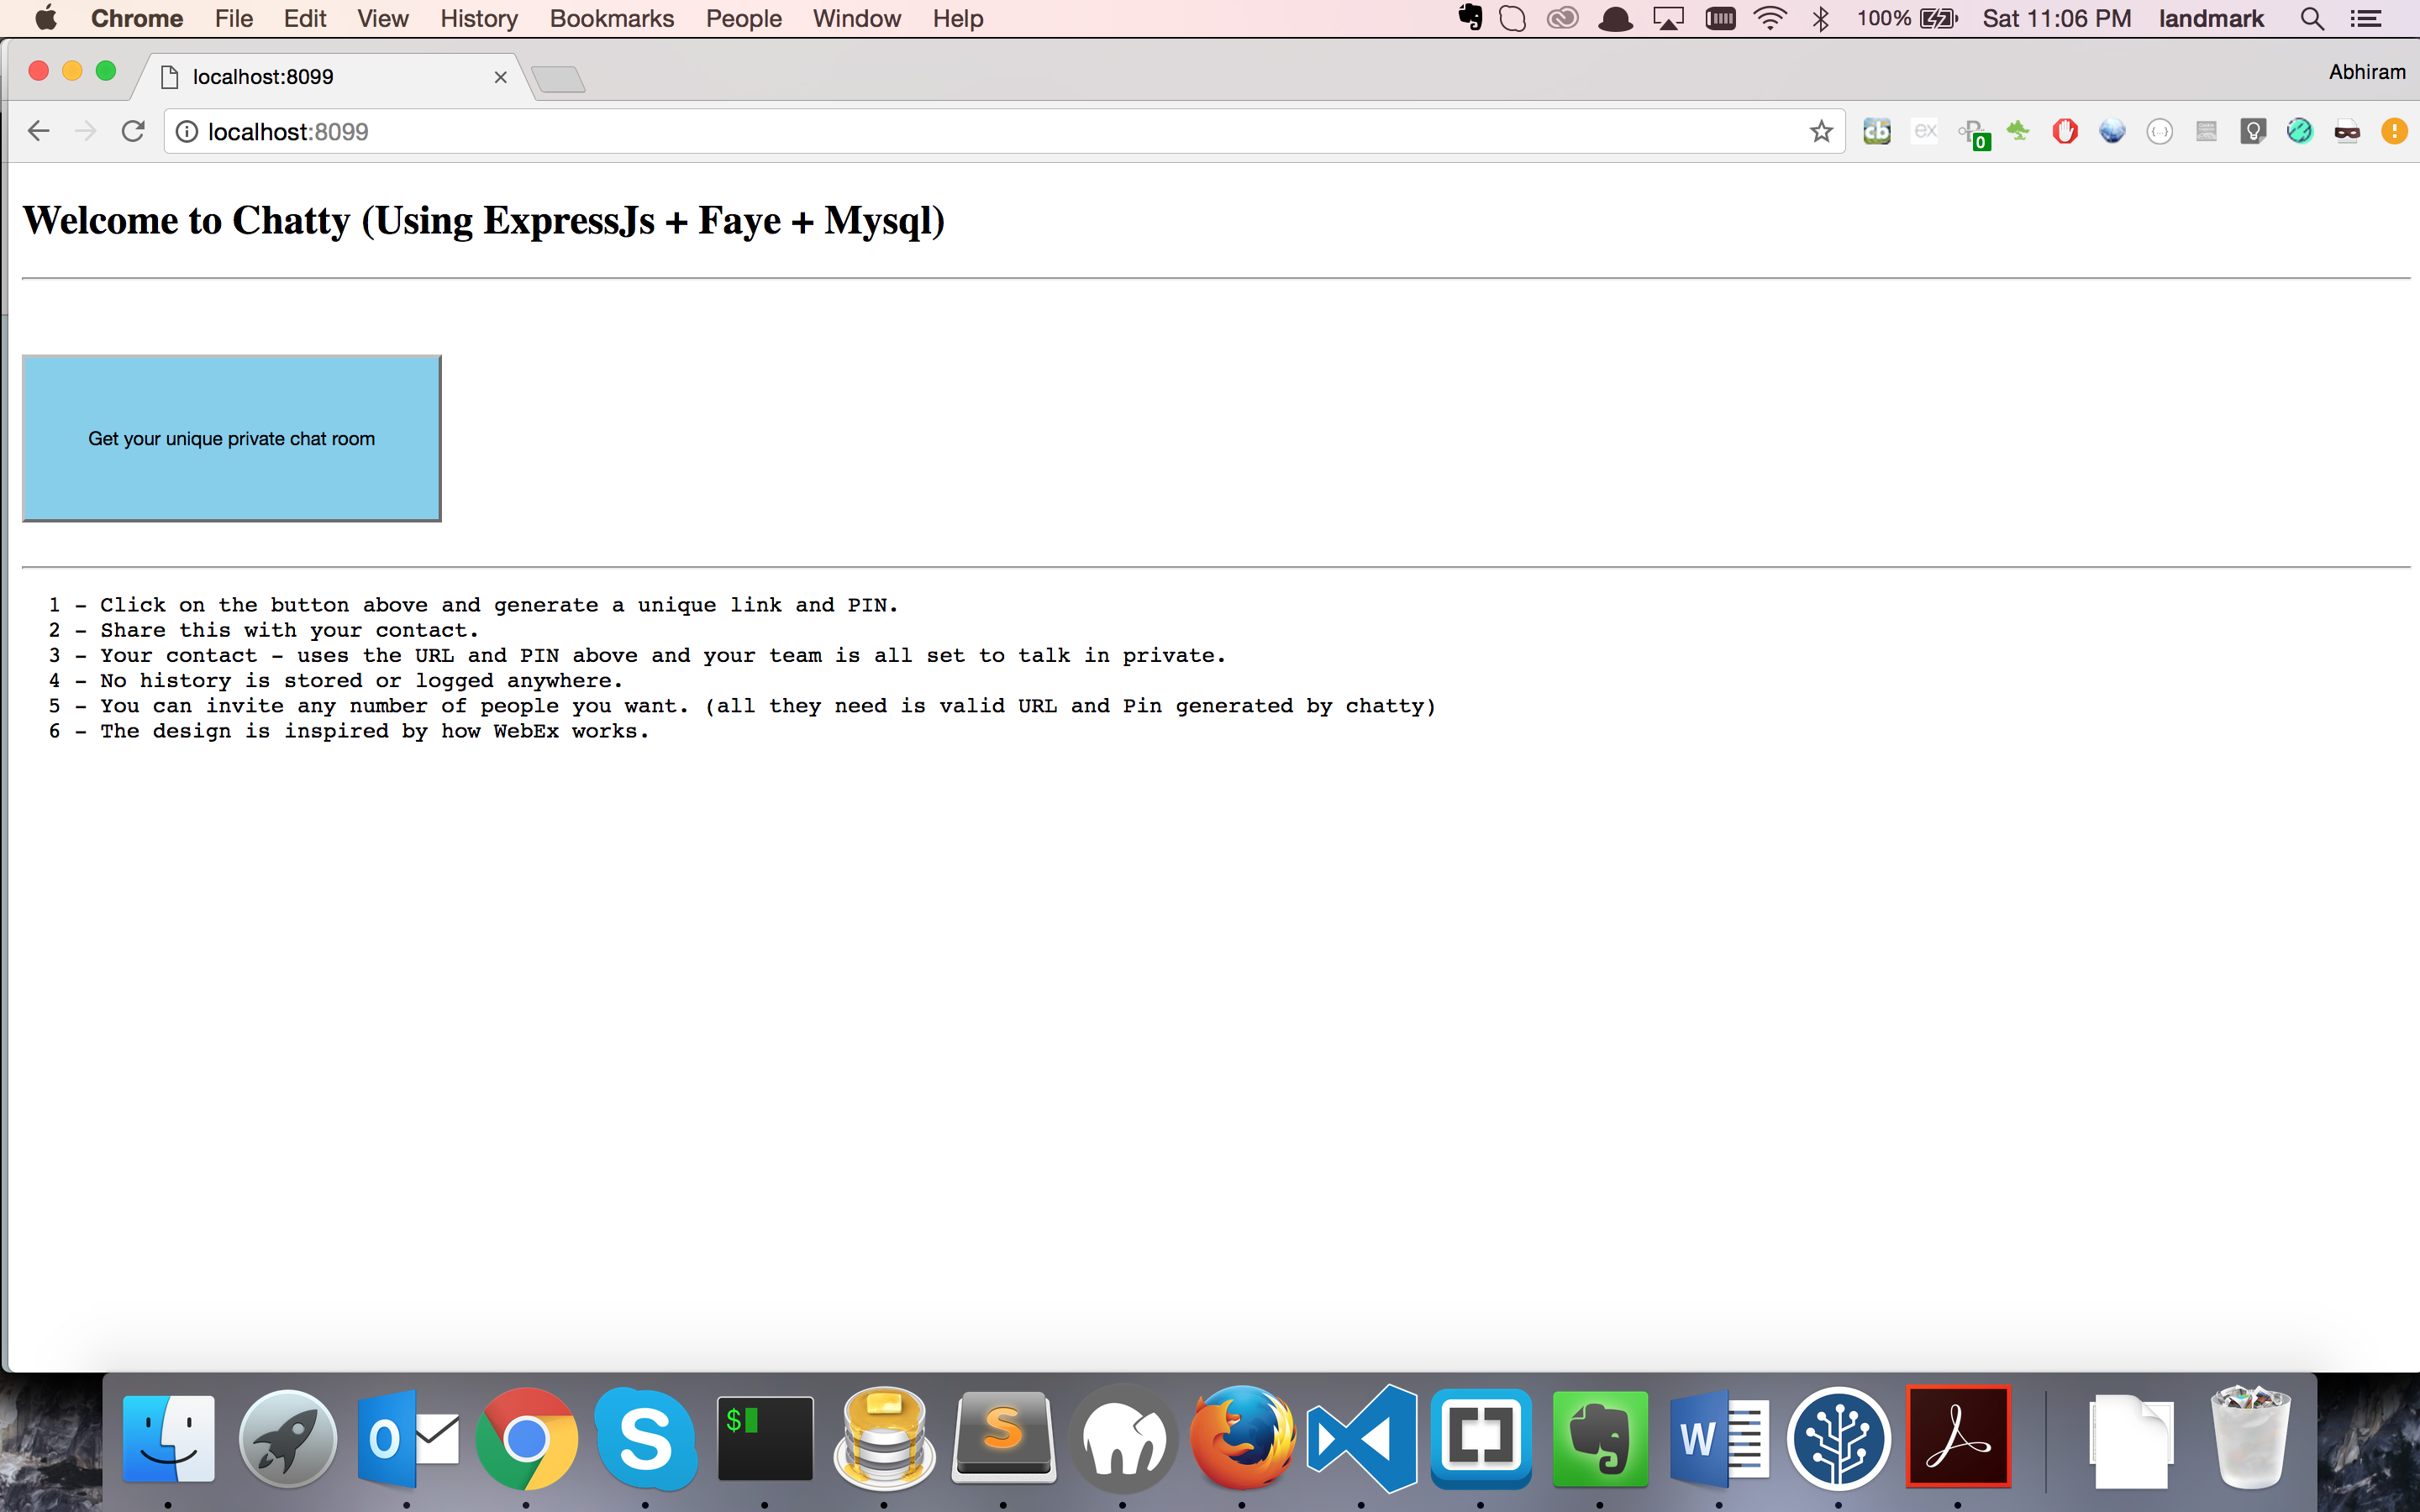 Chrome File Edit View History Bookmarks People Window Help 100% Sat 11:06 PM landmark
localhost:8099 Abhiram
localhost:8099 cb ex 0
Welcome to Chatty (Using ExpressJs + Faye + Mysql)
Get your unique private chat room
1 - Click on the button above and generate a unique link and PIN.
2 - Share this with your contact.
3 - Your contact - uses the URL and PIN above and your team is all set to talk in private.
4 - No history is stored or logged anywhere.
5 - You can invite any number of people you want. (all they need is valid URL and Pin generated by chatty)
6 - The design is inspired by how WebEx works.